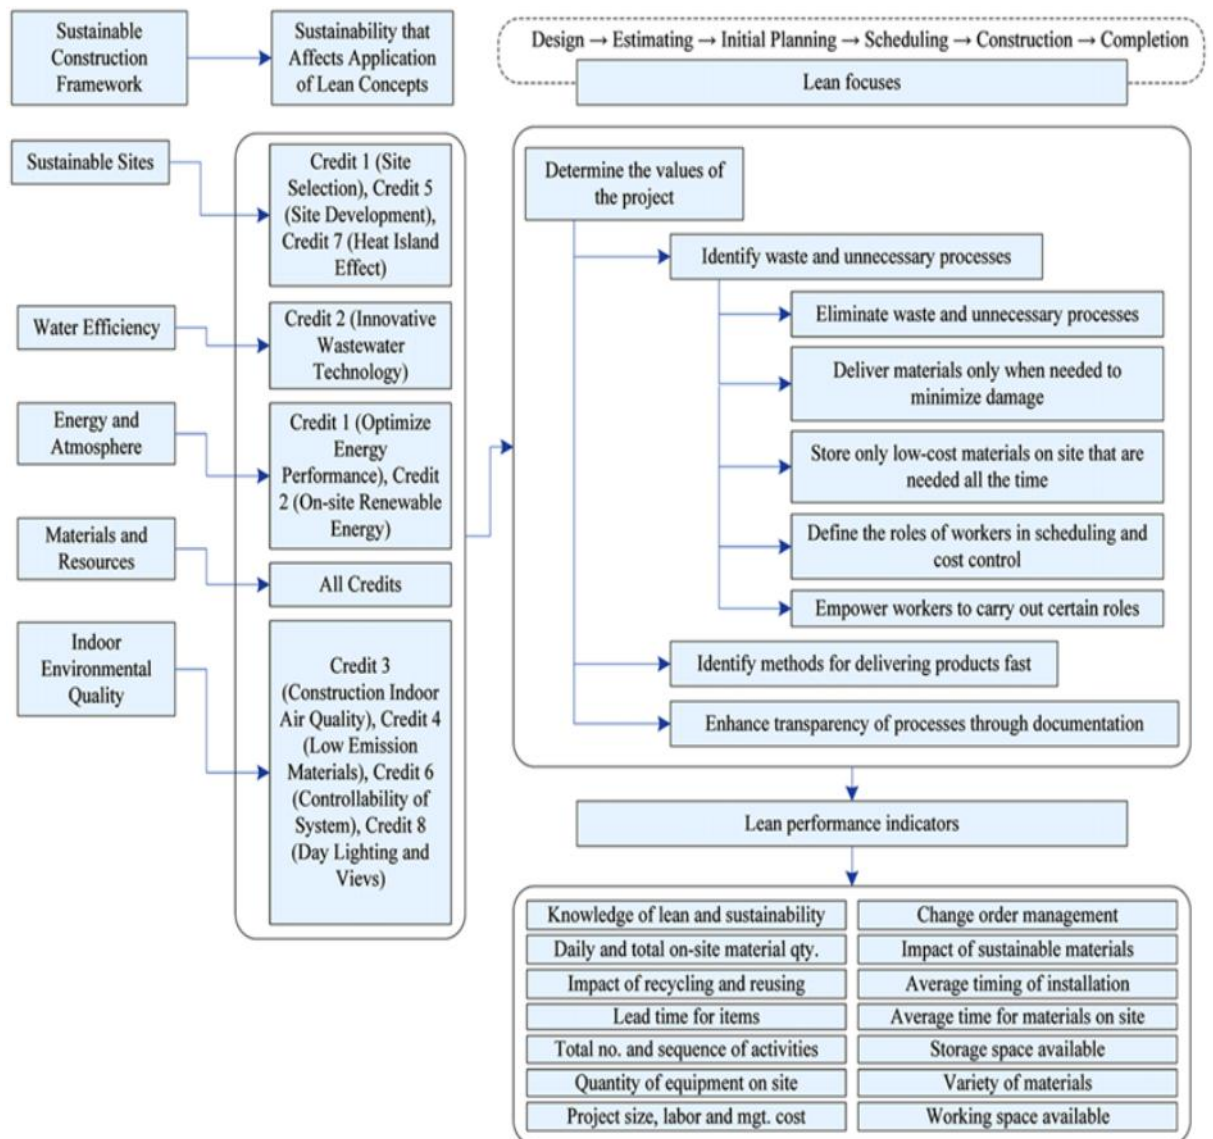 Sustainable
Construction
Framework
Sustainability that
Affects Application
of Lean Concepts
Design → Estimating → Initial Planning → Scheduling → Construction → Completion
Lean focuses
Sustainable Sites
Credit 1 (Site
Selection), Credit 5
(Site Development),
Credit 7 (Heat Island
Effect)
Water Efficiency
Credit 2 (Innovative
Wastewater
Technology)
Energy and
Atmosphere
Credit 1 (Optimize
Energy
Performance), Credit
2 (On-site Renewable
Energy)
Materials and
Resources
All Credits
Indoor
Environmental
Quality
Credit 3
(Construction Indoor
Air Quality), Credit 4
(Low Emission
Materials), Credit 6
(Controllability of
System), Credit 8
(Day Lighting and
Vievs)
Determine the values of
the project
Identify waste and unnecessary processes
Eliminate waste and unnecessary processes
Deliver materials only when needed to
minimize damage
Store only low-cost materials on site that are
needed all the time
Define the roles of workers in scheduling and
cost control
Empower workers to carry out certain roles
Identify methods for delivering products fast
Enhance transparency of processes through documentation
Lean performance indicators
Knowledge of lean and sustainability
Daily and total on-site material qty.
Impact of recycling and reusing
Lead time for items
Total no. and sequence of activities
Quantity of equipment on site
Project size, labor and mgt. cost
Change order management
Impact of sustainable materials
Average timing of installation
Average time for materials on site
Storage space available
Variety of materials
Working space available